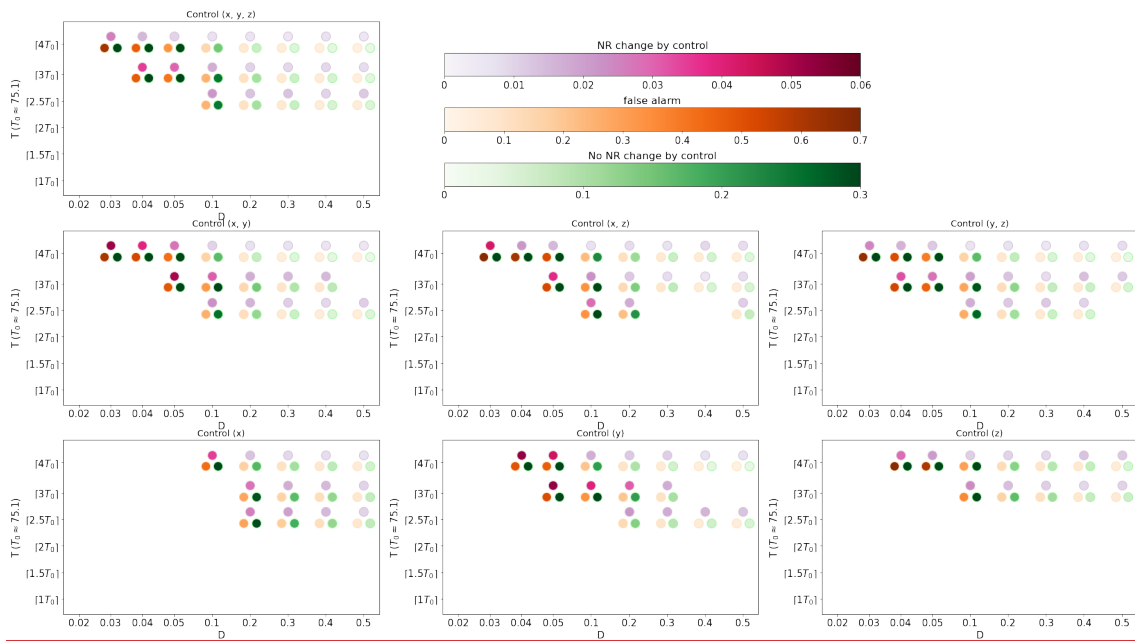 Control (x, y, z)
T (T₀ ≈ 75.1)
⌈4T₀⌉
⌈3T₀⌉
⌈2.5T₀⌉
⌈2T₀⌉
⌈1.5T₀⌉
⌈1T₀⌉
0.02 0.03 0.04 0.05 0.1 0.2 0.3 0.4 0.5
D
NR change by control
0 0.01 0.02 0.03 0.04 0.05 0.06
false alarm
0 0.1 0.2 0.3 0.4 0.5 0.6 0.7
No NR change by control
0 0.1 0.2 0.3
Control (x, y)
T (T₀ ≈ 75.1)
⌈4T₀⌉
⌈3T₀⌉
⌈2.5T₀⌉
⌈2T₀⌉
⌈1.5T₀⌉
⌈1T₀⌉
0.02 0.03 0.04 0.05 0.1 0.2 0.3 0.4 0.5
D
Control (x, z)
T (T₀ ≈ 75.1)
⌈4T₀⌉
⌈3T₀⌉
⌈2.5T₀⌉
⌈2T₀⌉
⌈1.5T₀⌉
⌈1T₀⌉
0.02 0.03 0.04 0.05 0.1 0.2 0.3 0.4 0.5
D
Control (y, z)
T (T₀ ≈ 75.1)
⌈4T₀⌉
⌈3T₀⌉
⌈2.5T₀⌉
⌈2T₀⌉
⌈1.5T₀⌉
⌈1T₀⌉
0.02 0.03 0.04 0.05 0.1 0.2 0.3 0.4 0.5
D
Control (x)
T (T₀ ≈ 75.1)
⌈4T₀⌉
⌈3T₀⌉
⌈2.5T₀⌉
⌈2T₀⌉
⌈1.5T₀⌉
⌈1T₀⌉
0.02 0.03 0.04 0.05 0.1 0.2 0.3 0.4 0.5
D
Control (y)
T (T₀ ≈ 75.1)
⌈4T₀⌉
⌈3T₀⌉
⌈2.5T₀⌉
⌈2T₀⌉
⌈1.5T₀⌉
⌈1T₀⌉
0.02 0.03 0.04 0.05 0.1 0.2 0.3 0.4 0.5
D
Control (z)
T (T₀ ≈ 75.1)
⌈4T₀⌉
⌈3T₀⌉
⌈2.5T₀⌉
⌈2T₀⌉
⌈1.5T₀⌉
⌈1T₀⌉
0.02 0.03 0.04 0.05 0.1 0.2 0.3 0.4 0.5
D